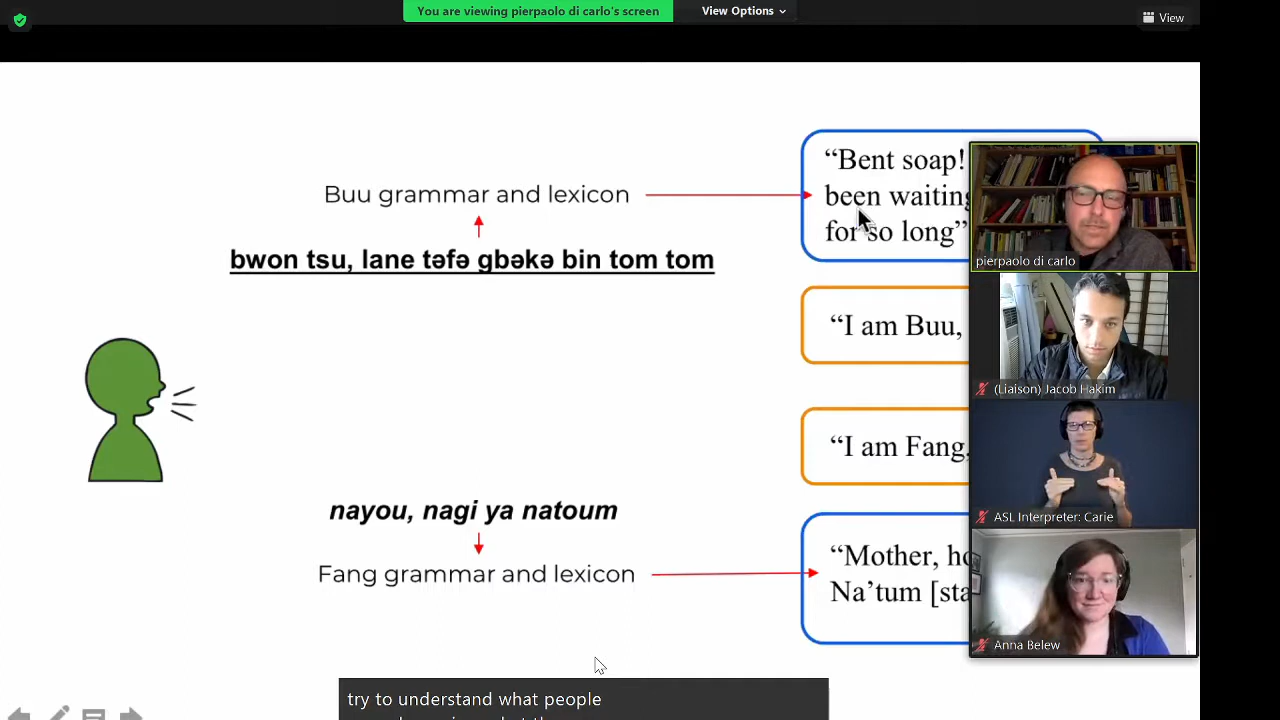 You are viewing pierpaolo di carlo's screen
View Options
View
Buu grammar and lexicon
bwon tsu, lane təfə gbəkə bin tom tom
“Bent soap!
been waiting
for so long”
“I am Buu,
“I am Fang,
nayou, nagi ya natoum
Fang grammar and lexicon
“Mother, ho
Na’tum [sta
pierpaolo di carlo
(Liaison) Jacob Hakim
ASL Interpreter: Carie
Anna Belew
try to understand what people